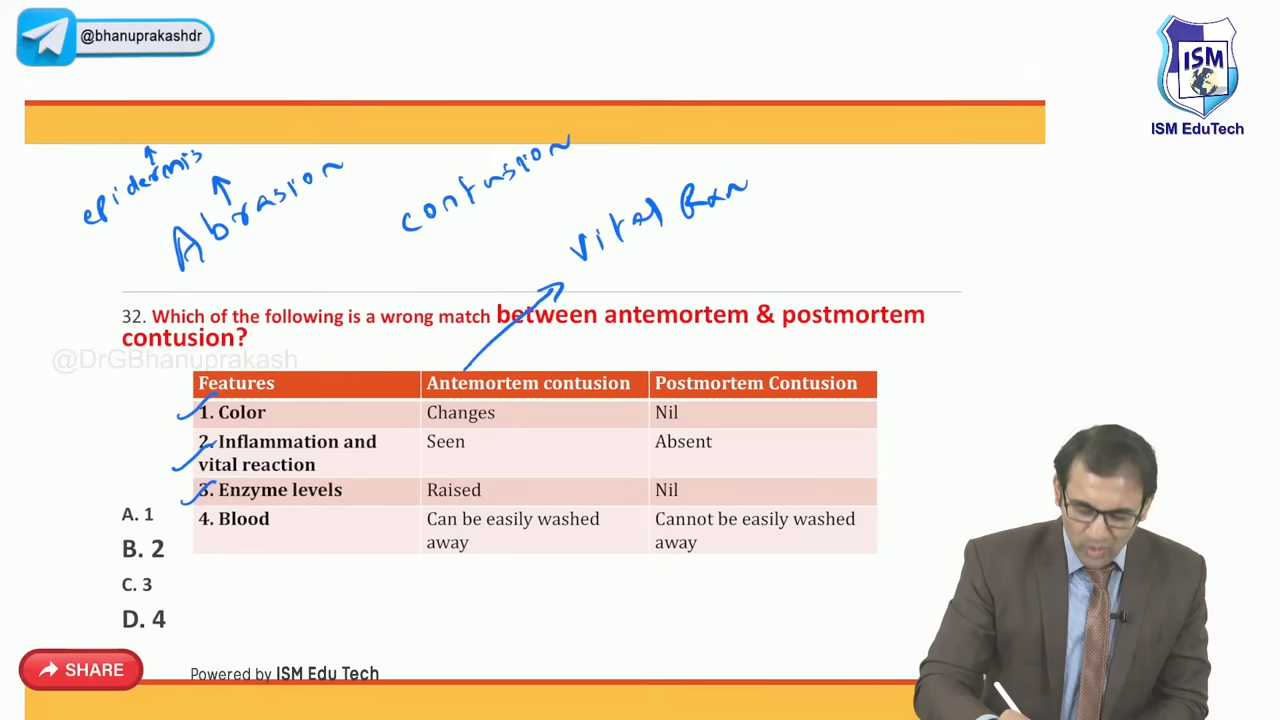 @bhanuprakashdr
ISM
ISM EduTech
epidermis
Abrasion
contusion
vital Rxn
32. Which of the following is a wrong match between antemortem & postmortem
contusion?
@DrGBhanuprakash
Features Antemortem contusion Postmortem Contusion
1. Color Changes Nil
2. Inflammation and vital reaction Seen Absent
3. Enzyme levels Raised Nil
4. Blood Can be easily washed away Cannot be easily washed away
A. 1
B. 2
C. 3
D. 4
SHARE
Powered by ISM Edu Tech